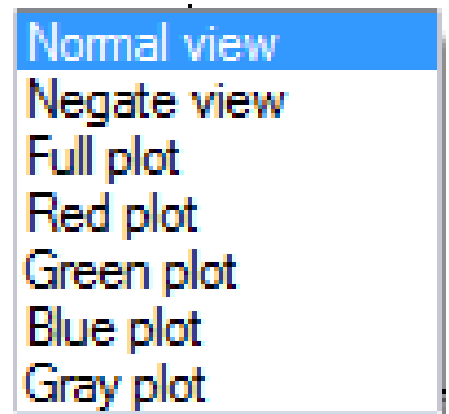 Normal view
Negate view
Full plot
Red plot
Green plot
Blue plot
Gray plot